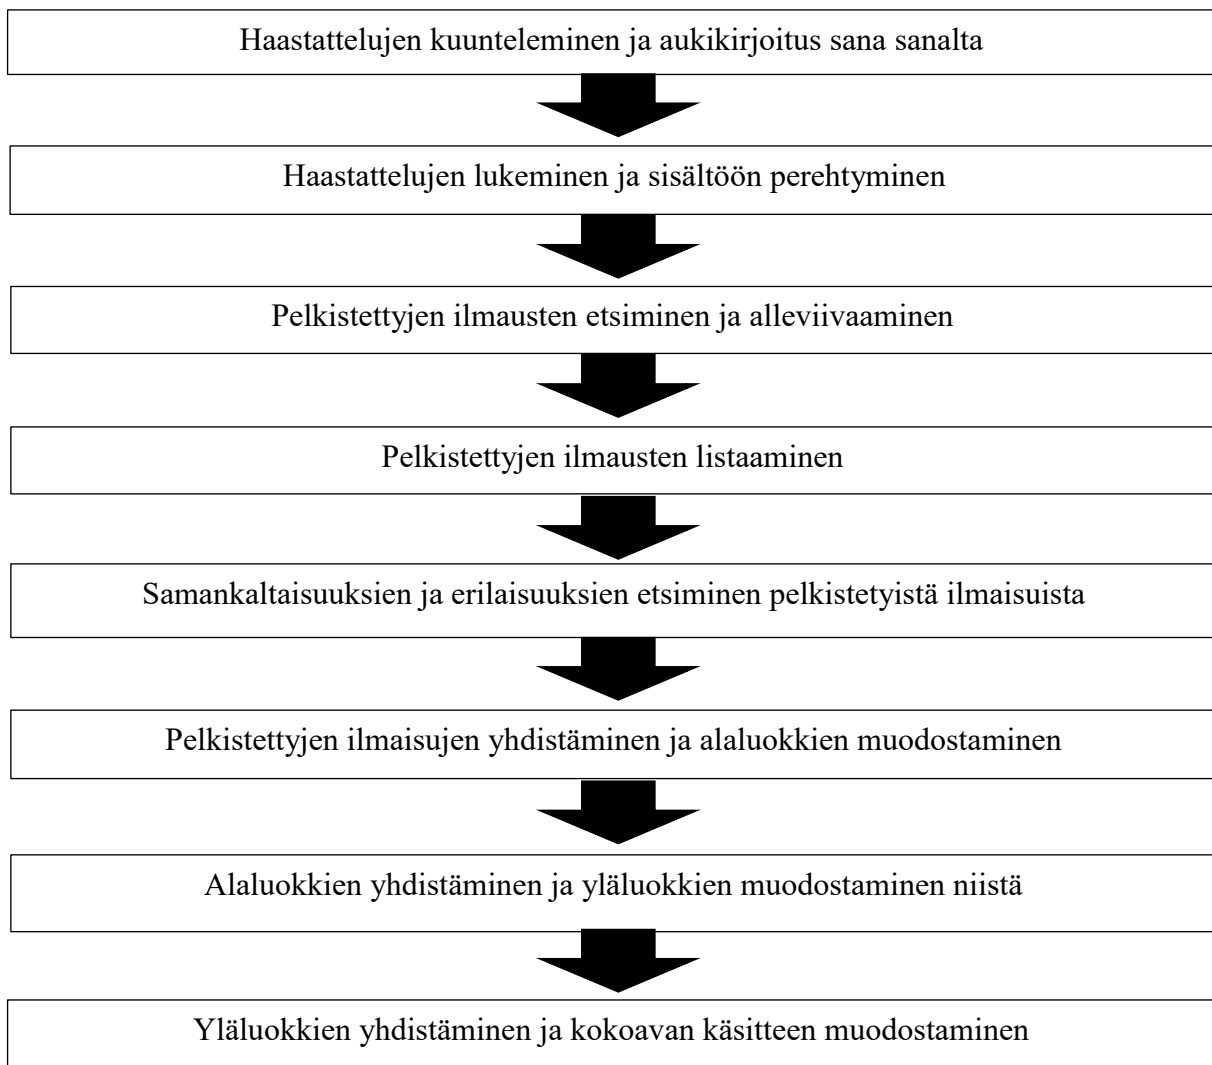 Haastattelujen kuunteleminen ja aukikirjoitus sana sanalta
Haastattelujen lukeminen ja sisältöön perehtyminen
Pelkistettyjen ilmausten etsiminen ja alleviivaaminen
Pelkistettyjen ilmausten listaaminen
Samankaltaisuuksien ja erilaisuuksien etsiminen pelkistetyistä ilmaisuista
Pelkistettyjen ilmaisujen yhdistäminen ja alaluokkien muodostaminen
Alaluokkien yhdistäminen ja yläluokkien muodostaminen niistä
Yläluokkien yhdistäminen ja kokoavan käsitteen muodostaminen